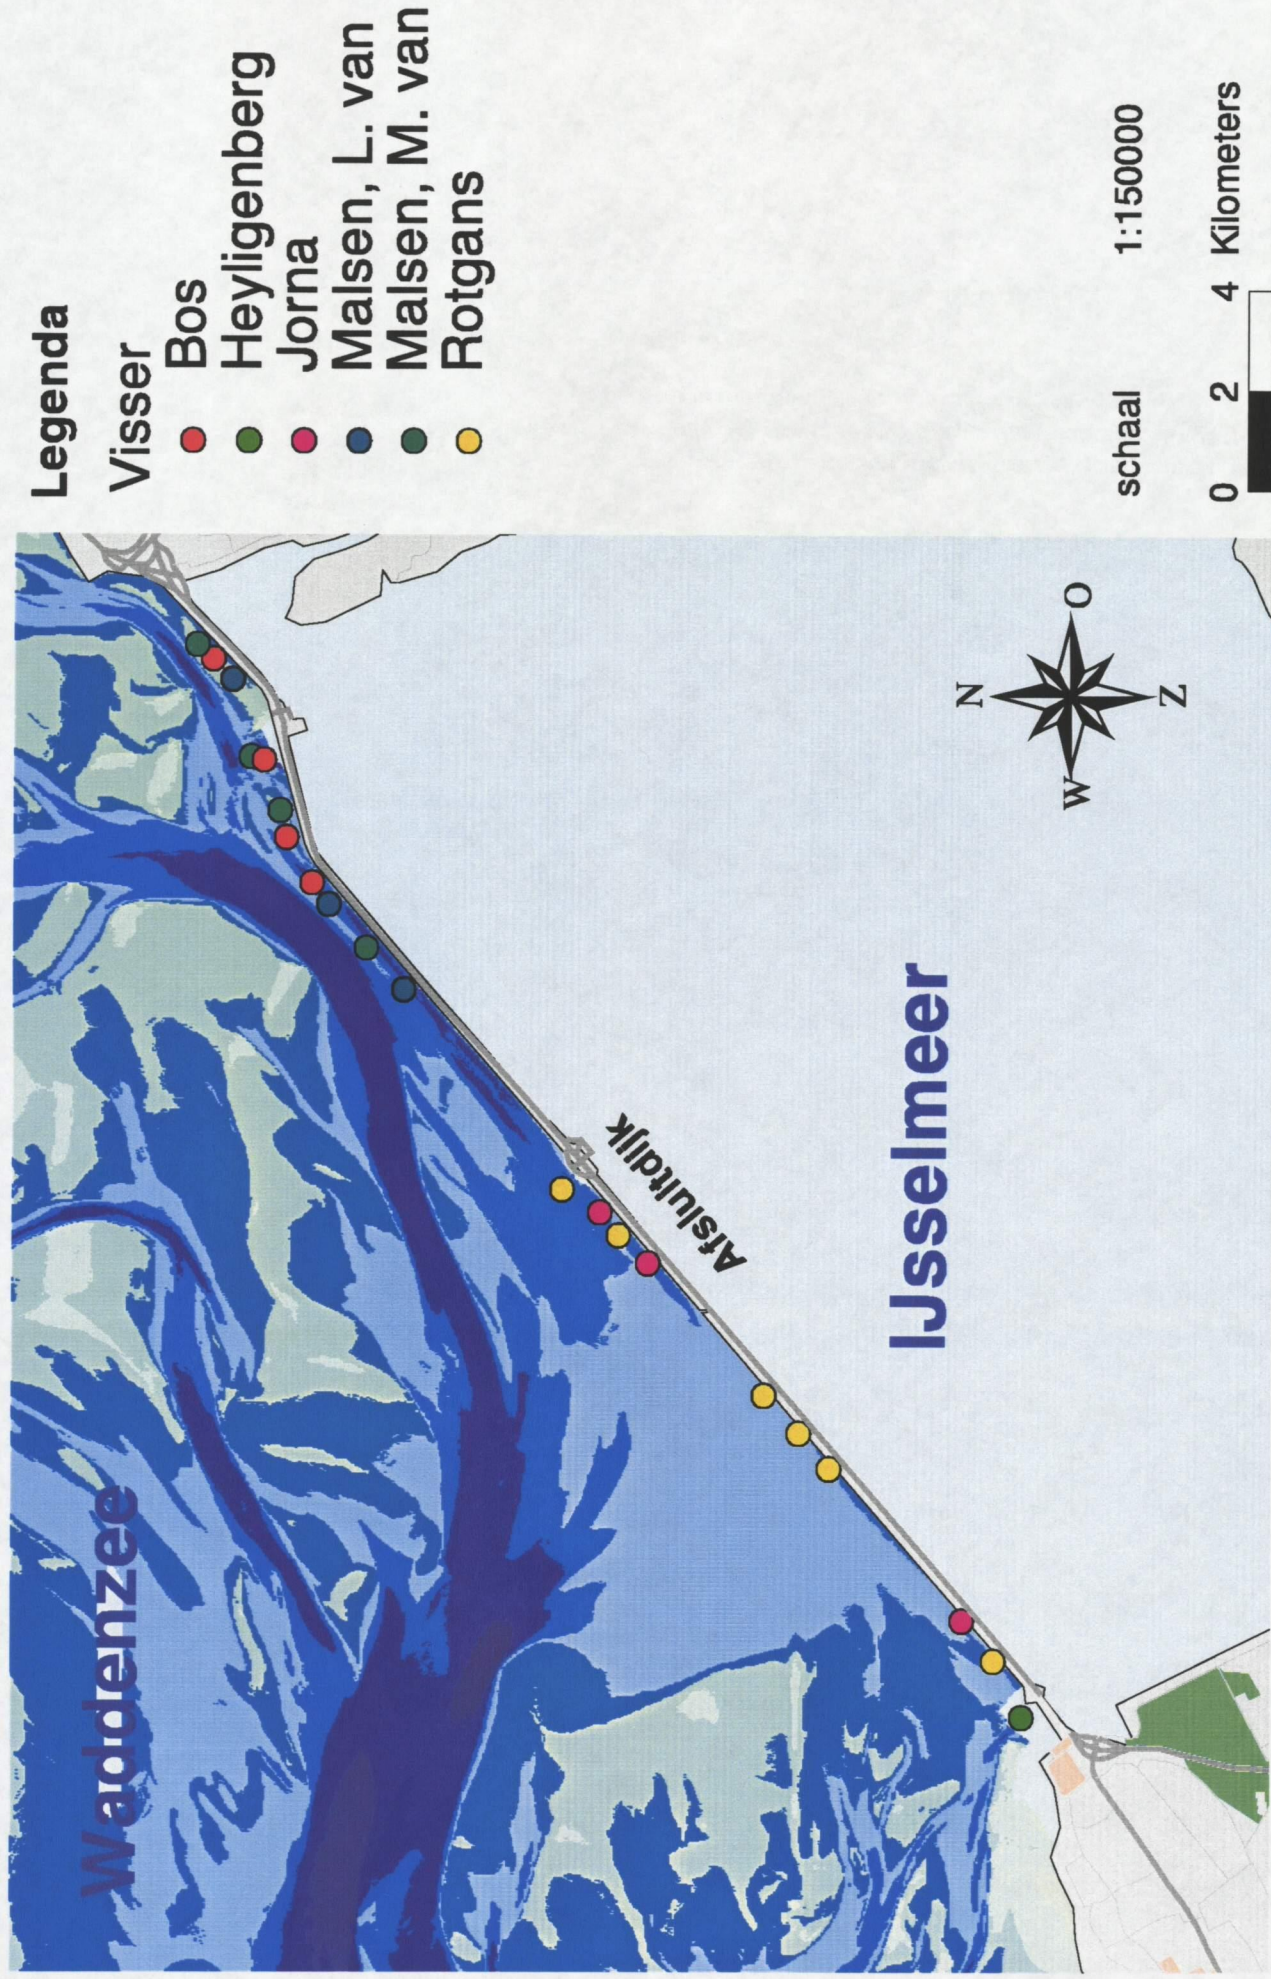 Legenda
Visser
Bos
Heyligenberg
Jorna
Malsen, L. van
Malsen, M. van
Rotgans
schaal 1:150000
0 2 4 Kilometers
Waddenzee
Afsluitdijk
IJsselmeer
N
W O
Z